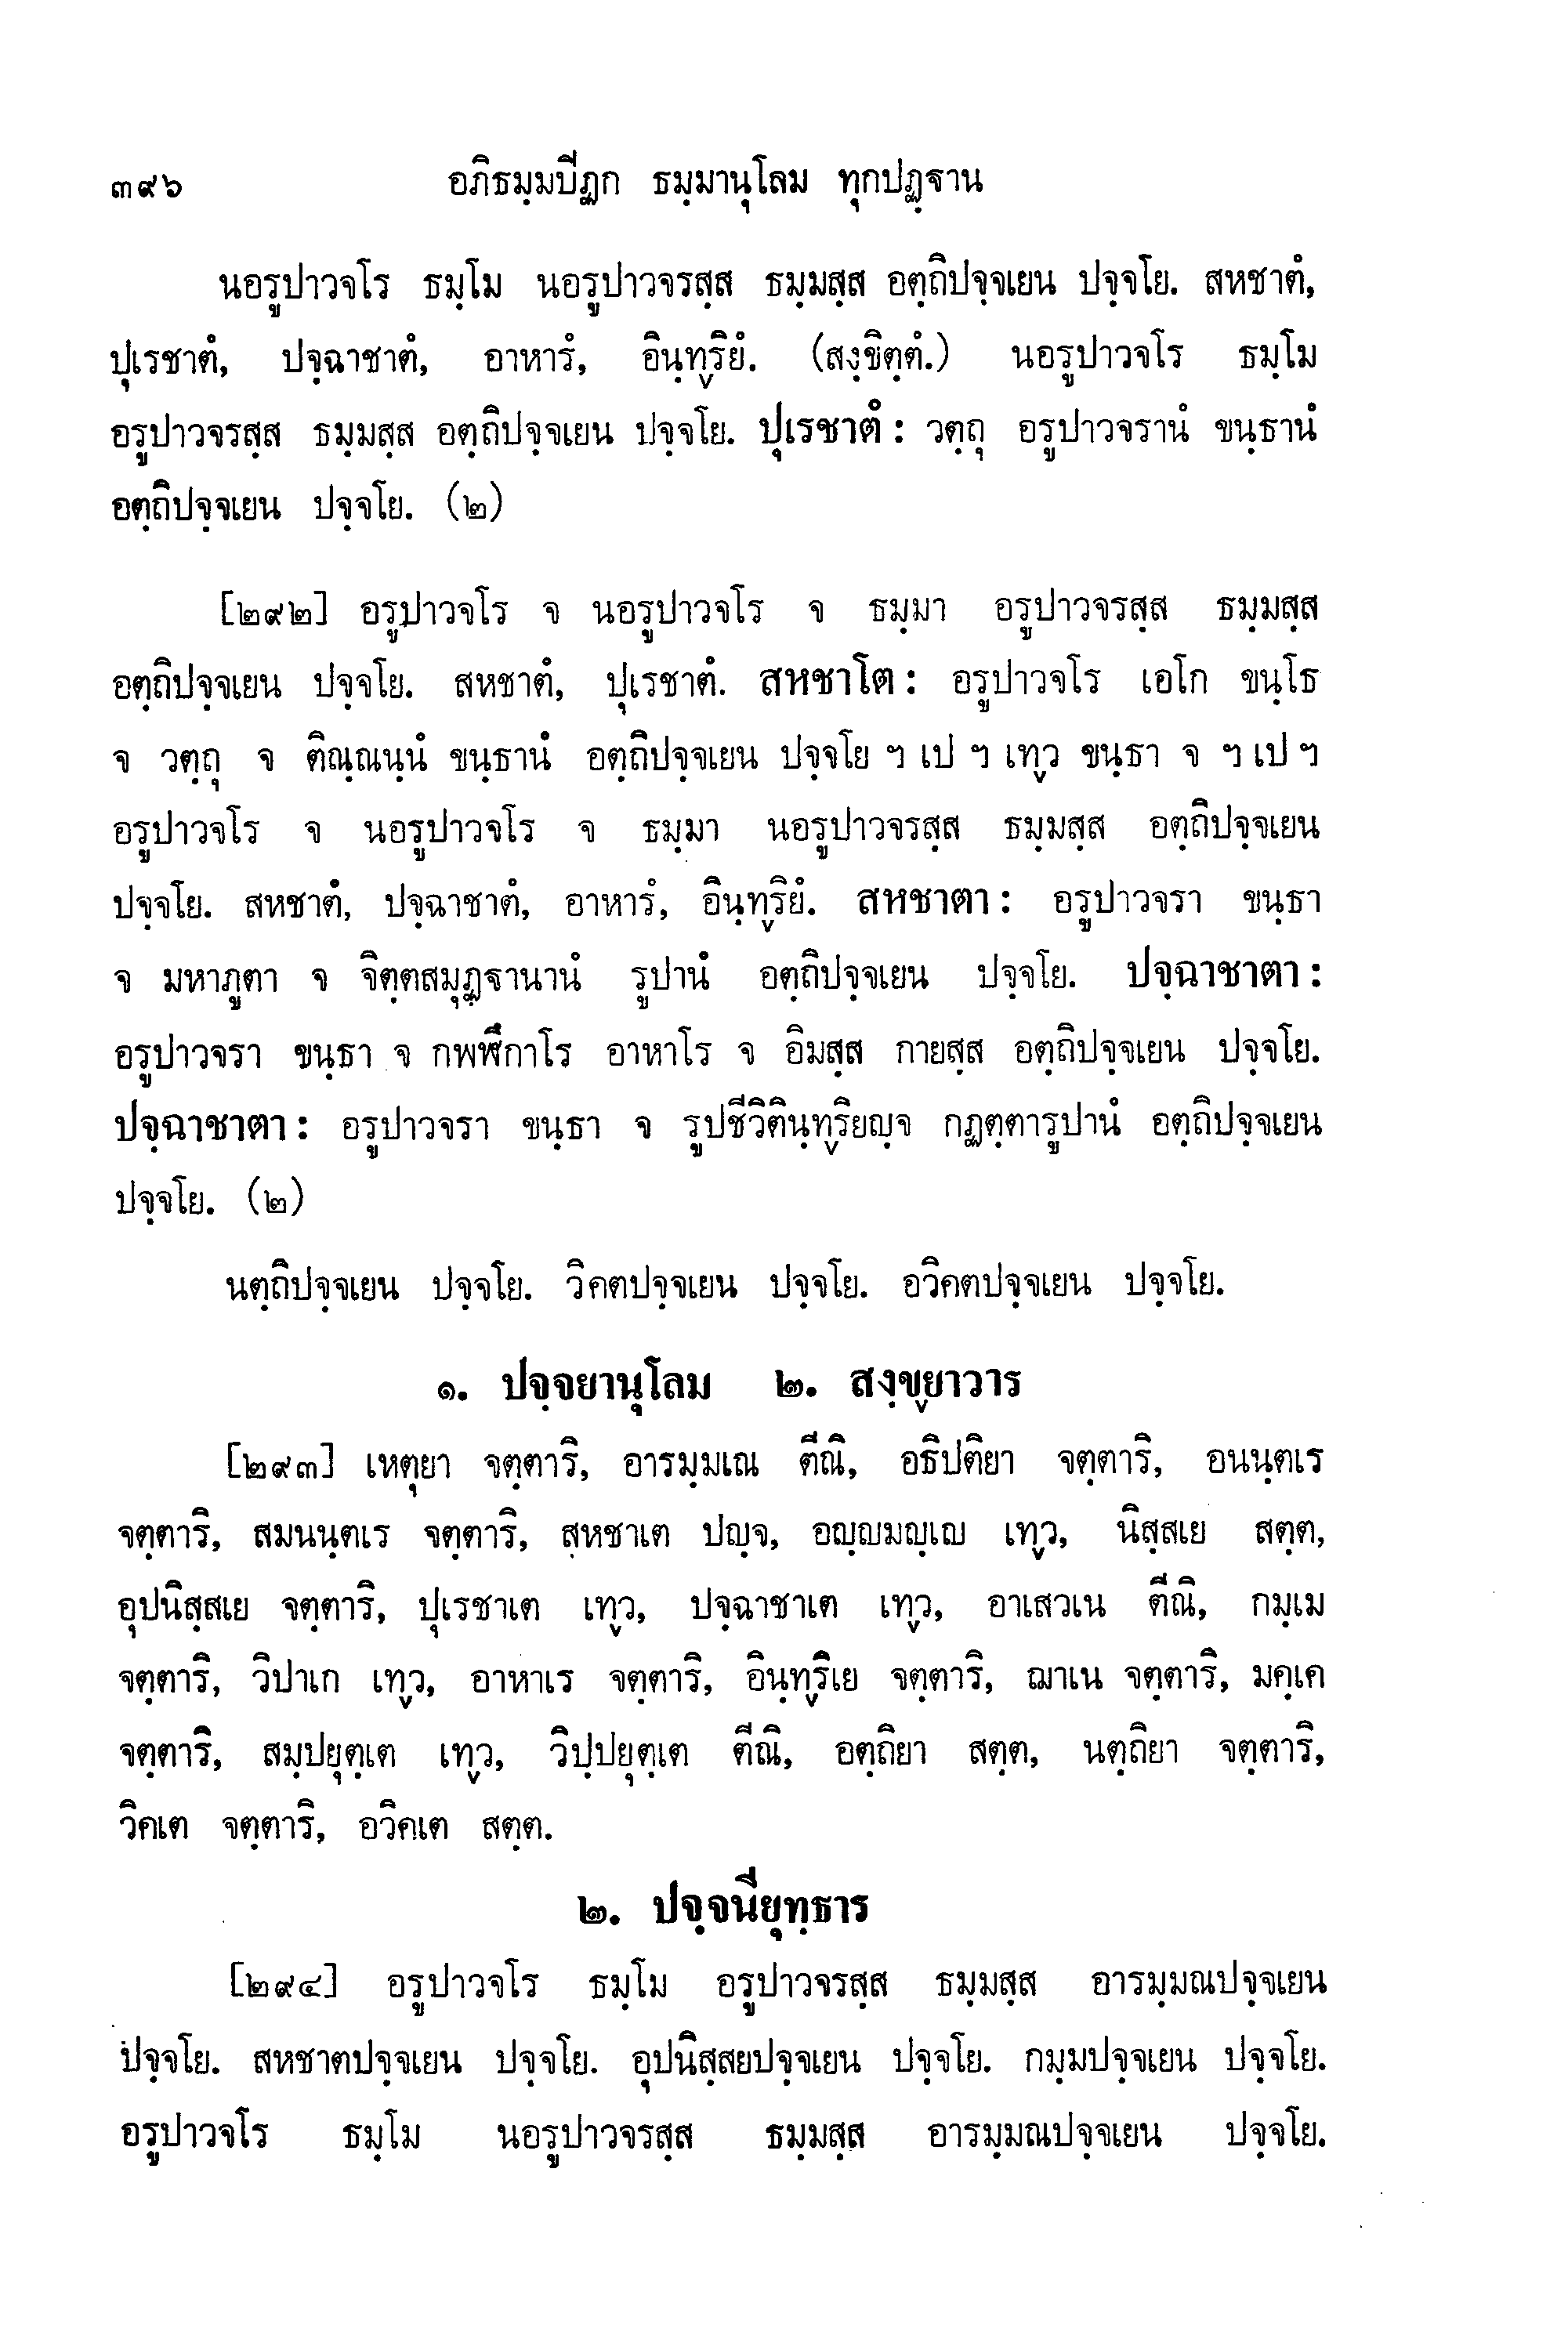 ๓๙๖ อภิธมฺมปีฏก ธมฺมานุโลม ทุกปฏฺฐาน
นอรูปาวจโร ธมฺโม นอรูปาวจรสฺส ธมฺมสฺส อตฺถิปจฺจเยน ปจฺจโย. สหชาตํ,
ปุเรชาตํ, ปจฺฉาชาตํ, อาหารํ, อินฺทฺริยํ. (สงฺขิตฺตํ.) นอรูปาวจโร ธมฺโม
อรูปาวจรสฺส ธมฺมสฺส อตฺถิปจฺจเยน ปจฺจโย. ปุเรชาตํ: วตฺถุ อรูปาวจรานํ ขนฺธานํ
อตฺถิปจฺจเยน ปจฺจโย. (๒)
[๒๙๒] อรูปาวจโร จ นอรูปาวจโร จ ธมฺมา อรูปาวจรสฺส ธมฺมสฺส
อตฺถิปจฺจเยน ปจฺจโย. สหชาตํ, ปุเรชาตํ. สหชาโต: อรูปาวจโร เอโก ขนฺโธ
จ วตฺถุ จ ติณฺณนฺนํ ขนฺธานํ อตฺถิปจฺจเยน ปจฺจโย ฯ เป ฯ เทฺว ขนฺธา จ ฯ เป ฯ
อรูปาวจโร จ นอรูปาวจโร จ ธมฺมา นอรูปาวจรสฺส ธมฺมสฺส อตฺถิปจฺจเยน
ปจฺจโย. สหชาตํ, ปจฺฉาชาตํ, อาหารํ, อินฺทฺริยํ. สหชาตา: อรูปาวจรา ขนฺธา
จ มหาภูตา จ จิตฺตสมุฏฺฐานานํ รูปานํ อตฺถิปจฺจเยน ปจฺจโย. ปจฺฉาชาตา:
อรูปาวจรา ขนฺธา จ กพฬีกาโร อาหาโร จ อิมสฺส กายสฺส อตฺถิปจฺจเยน ปจฺจโย.
ปจฺฉาชาตา: อรูปาวจรา ขนฺธา จ รูปชีวิตินฺทฺริยญฺจ กฏตฺตารูปานํ อตฺถิปจฺจเยน
ปจฺจโย. (๒)
นตฺถิปจฺจเยน ปจฺจโย. วิคตปจฺจเยน ปจฺจโย. อวิคตปจฺจเยน ปจฺจโย.
๑. ปจฺจยานุโลม ๒. สงฺขฺยาวาร
[๒๙๓] เหตุยา จตฺตาริ, อารมฺมเณ ตีณิ, อธิปติยา จตฺตาริ, อนนฺตเร
จตฺตาริ, สมนนฺตเร จตฺตาริ, สหชาเต ปญฺจ, อญฺญมญฺเญ เทฺว, นิสฺสเย สตฺต,
อุปนิสฺสเย จตฺตาริ, ปุเรชาเต เทฺว, ปจฺฉาชาเต เทฺว, อาเสวเน ตีณิ, กมฺเม
จตฺตาริ, วิปาเก เทฺว, อาหาเร จตฺตาริ, อินฺทฺริเย จตฺตาริ, ฌาเน จตฺตาริ, มคฺเค
จตฺตาริ, สมฺปยุตฺเต เทฺว, วิปฺปยุตฺเต ตีณิ, อตฺถิยา สตฺต, นตฺถิยา จตฺตาริ,
วิคเต จตฺตาริ, อวิคเต สตฺต.
๒. ปจฺจนียุทฺธาร
[๒๙๔] อรูปาวจโร ธมฺโม อรูปาวจรสฺส ธมฺมสฺส อารมฺมณปจฺจเยน
ปจฺจโย. สหชาตปจฺจเยน ปจฺจโย. อุปนิสฺสยปจฺจเยน ปจฺจโย. กมฺมปจฺจเยน ปจฺจโย.
อรูปาวจโร ธมฺโม นอรูปาวจรสฺส ธมฺมสฺส อารมฺมณปจฺจเยน ปจฺจโย.